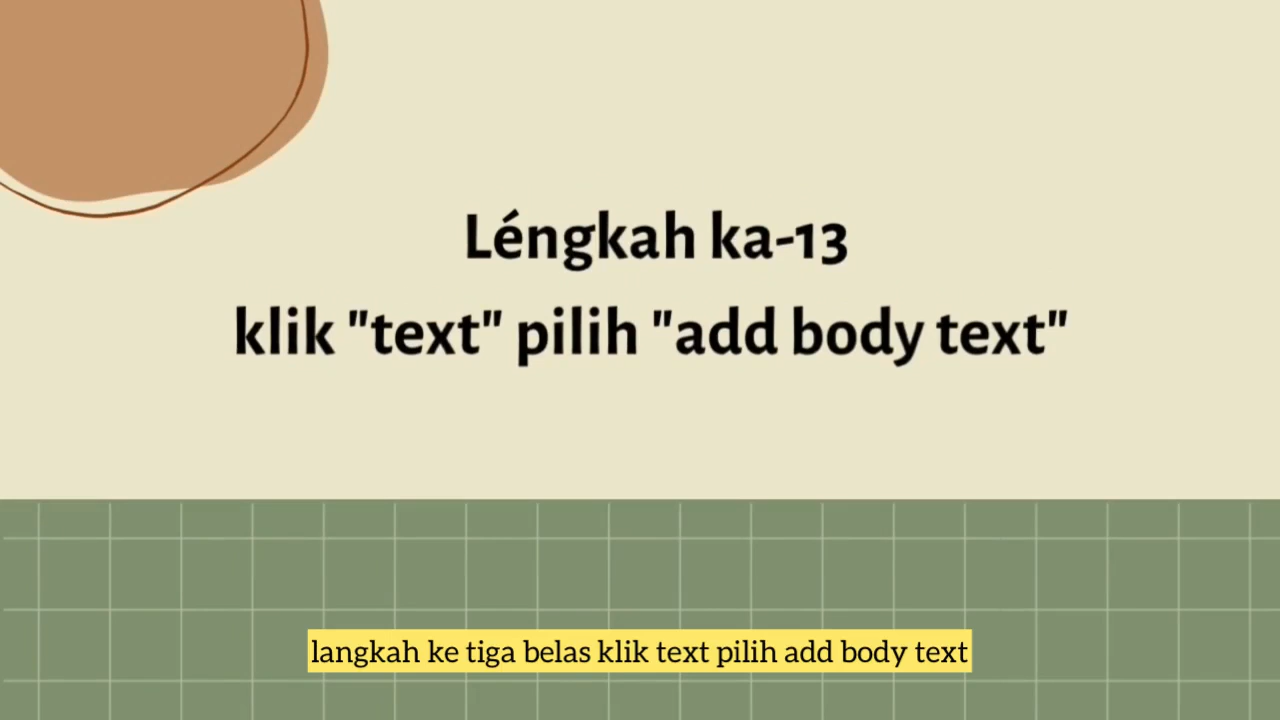 Léngkah ka-13
klik "text" pilih "add body text"
langkah ke tiga belas klik text pilih add body text